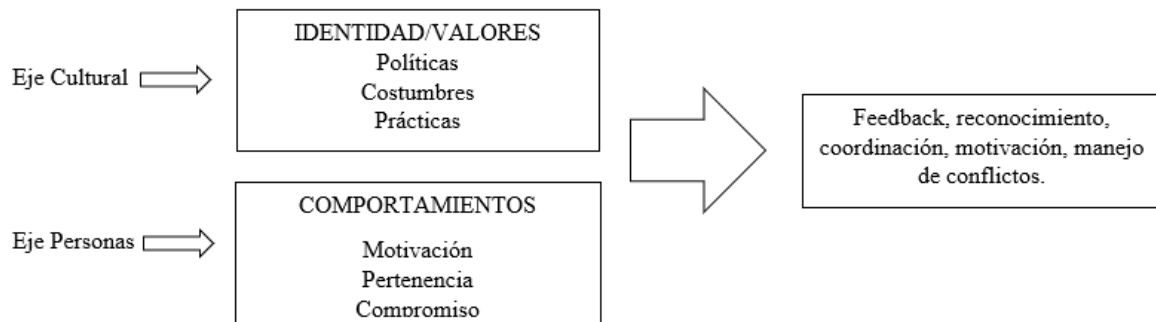 Eje Cultural
IDENTIDAD/VALORES
Políticas
Costumbres
Prácticas
Eje Personas
COMPORTAMIENTOS
Motivación
Pertenencia
Compromiso
Feedback, reconocimiento,
coordinación, motivación, manejo
de conflictos.